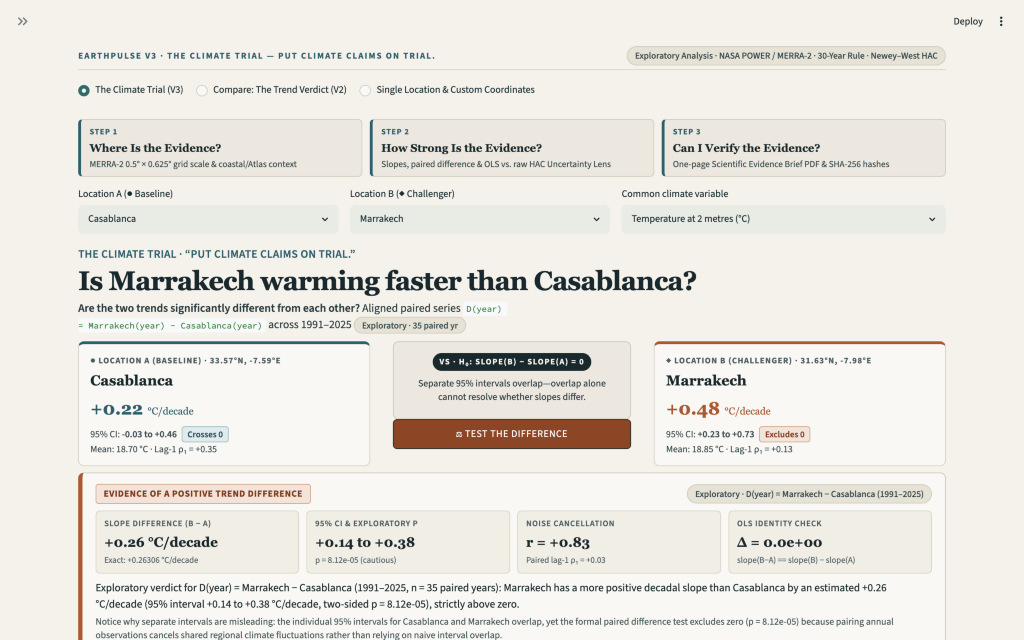 Deploy
EARTHPULSE V3 · THE CLIMATE TRIAL — PUT CLIMATE CLAIMS ON TRIAL.
Exploratory Analysis · NASA POWER / MERRA-2 · 30-Year Rule · Newey–West HAC
The Climate Trial (V3)
Compare: The Trend Verdict (V2)
Single Location & Custom Coordinates
STEP 1
Where Is the Evidence?
MERRA-2 0.5° × 0.625° grid scale & coastal/Atlas context
STEP 2
How Strong Is the Evidence?
Slopes, paired difference & OLS vs. raw HAC Uncertainty Lens
STEP 3
Can I Verify the Evidence?
One-page Scientific Evidence Brief PDF & SHA-256 hashes
Location A (● Baseline)
Casablanca
Location B (◆ Challenger)
Marrakech
Common climate variable
Temperature at 2 metres (°C)
THE CLIMATE TRIAL · “PUT CLIMATE CLAIMS ON TRIAL.”
Is Marrakech warming faster than Casablanca?
Are the two trends significantly different from each other? Aligned paired series D(year)
= Marrakech(year) − Casablanca(year) across 1991–2025 Exploratory · 35 paired yr
● LOCATION A (BASELINE) · 33.57°N, -7.59°E
Casablanca
+0.22 °C/decade
95% CI: -0.03 to +0.46 Crosses 0
Mean: 18.70 °C · Lag-1 ρ₁ = +0.35
VS · H₀: SLOPE(B) − SLOPE(A) = 0
Separate 95% intervals overlap—overlap alone
cannot resolve whether slopes differ.
⚖ TEST THE DIFFERENCE
◆ LOCATION B (CHALLENGER) · 31.63°N, -7.98°E
Marrakech
+0.48 °C/decade
95% CI: +0.23 to +0.73 Excludes 0
Mean: 18.85 °C · Lag-1 ρ₁ = +0.13
EVIDENCE OF A POSITIVE TREND DIFFERENCE
Exploratory · D(year) = Marrakech − Casablanca (1991–2025)
SLOPE DIFFERENCE (B − A)
+0.26 °C/decade
Exact: +0.26306 °C/decade
95% CI & EXPLORATORY P
+0.14 to +0.38
p = 8.12e-05 (cautious)
NOISE CANCELLATION
r = +0.83
Paired lag-1 ρ₁ = +0.03
OLS IDENTITY CHECK
Δ = 0.0e+00
slope(B−A) == slope(B) − slope(A)
Exploratory verdict for D(year) = Marrakech − Casablanca (1991–2025, n = 35 paired years): Marrakech has a more positive decadal slope than Casablanca by an estimated +0.26
°C/decade (95% interval +0.14 to +0.38 °C/decade, two-sided p = 8.12e-05), strictly above zero.
Notice why separate intervals are misleading: the individual 95% intervals for Casablanca and Marrakech overlap, yet the formal paired difference test excludes zero (p = 8.12e-05) because pairing annual
observations cancels shared regional climate fluctuations rather than relying on naive interval overlap.